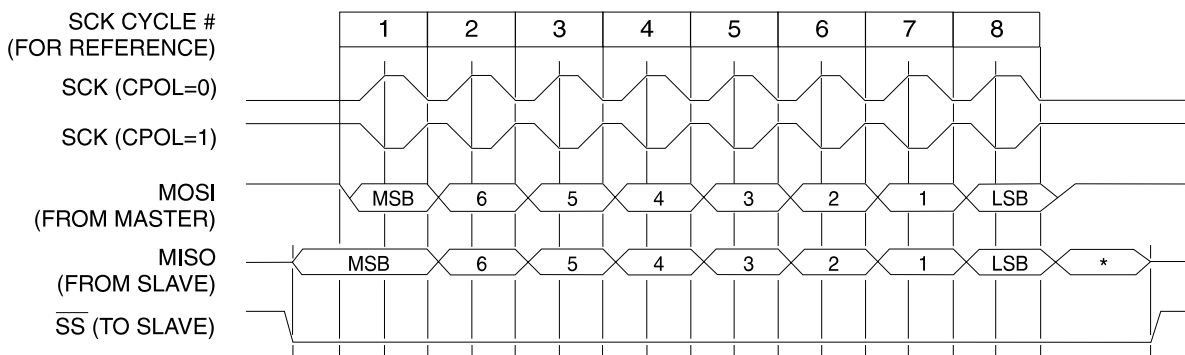 SCK CYCLE #
(FOR REFERENCE)
1 2 3 4 5 6 7 8
SCK (CPOL=0)
SCK (CPOL=1)
MOSI
(FROM MASTER)
MSB 6 5 4 3 2 1 LSB
MISO
(FROM SLAVE)
MSB 6 5 4 3 2 1 LSB *
SS (TO SLAVE)